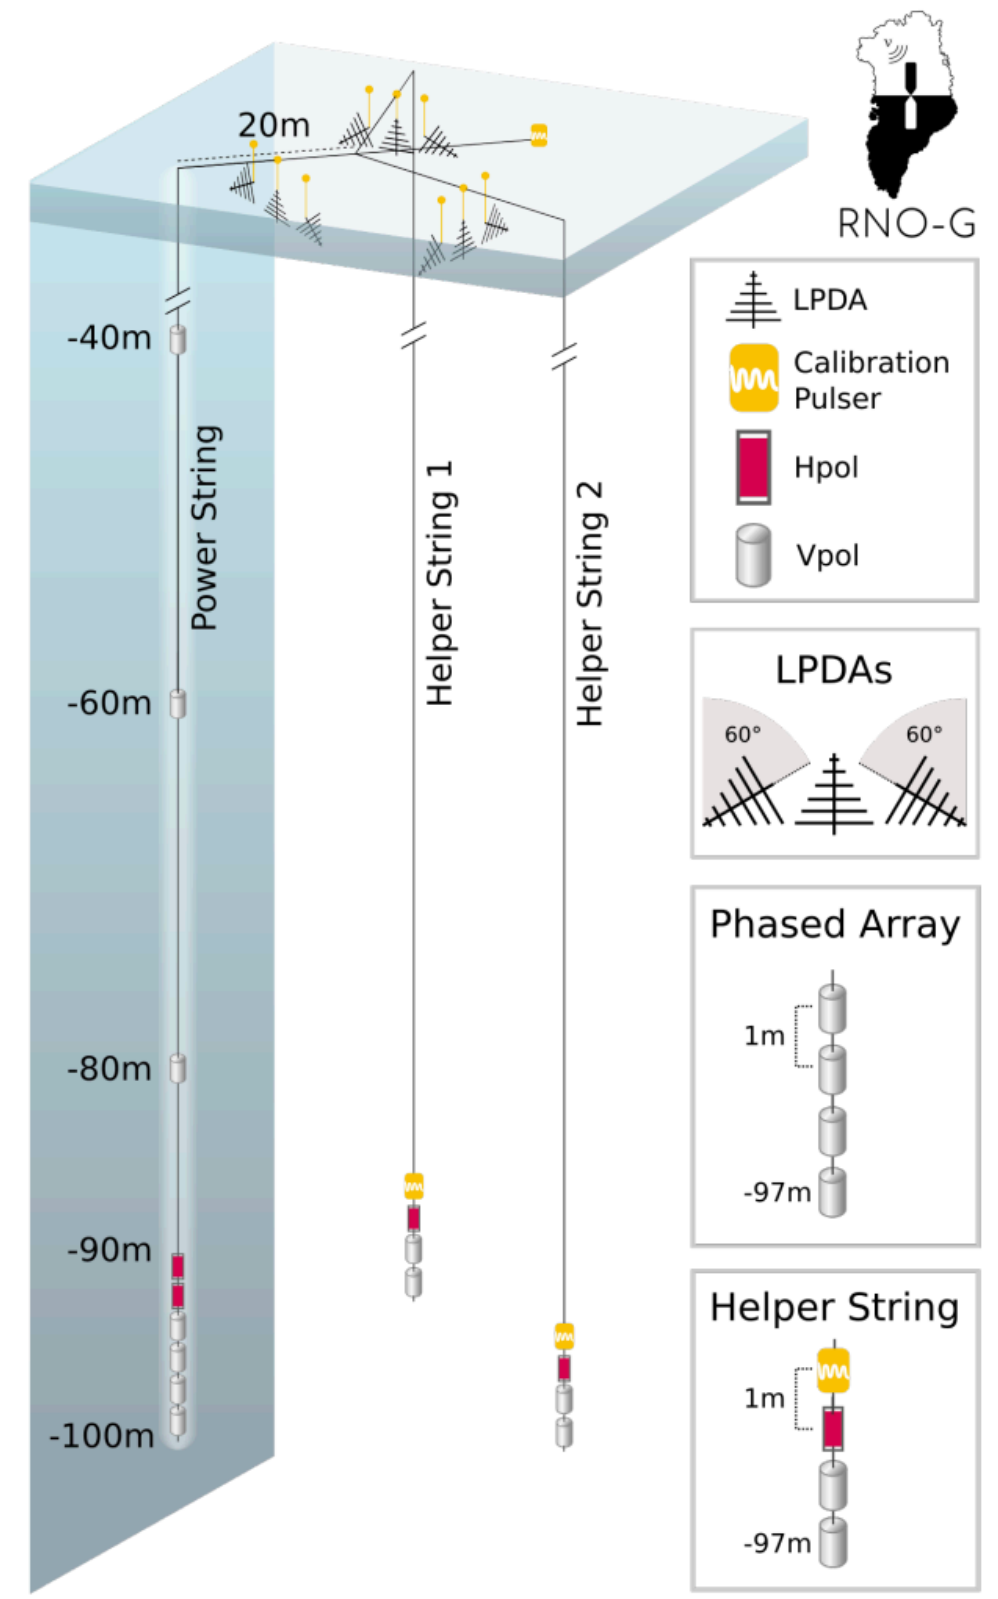 20m
-40m
-60m
-80m
-90m
-100m
Power String
Helper String 1
Helper String 2
RNO-G
LPDA
Calibration
Pulser
Hpol
Vpol
LPDAs
60°
60°
Phased Array
1m
-97m
Helper String
1m
-97m